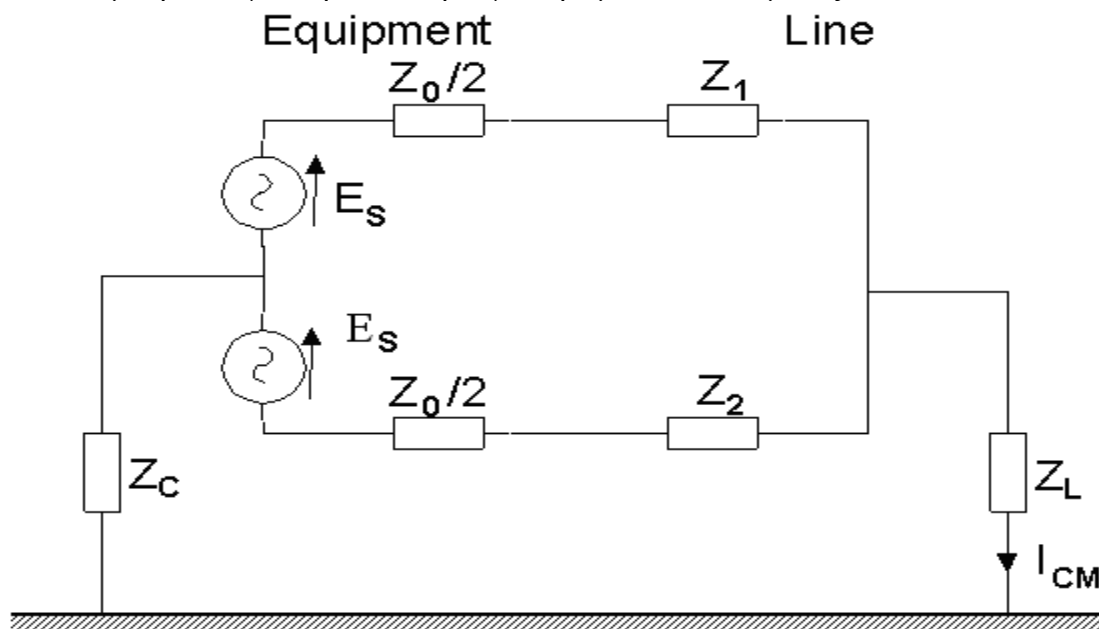 Equipment Line
Z0/2 Z1
ES
ES
Z0/2 Z2
ZC
ZL
ICM